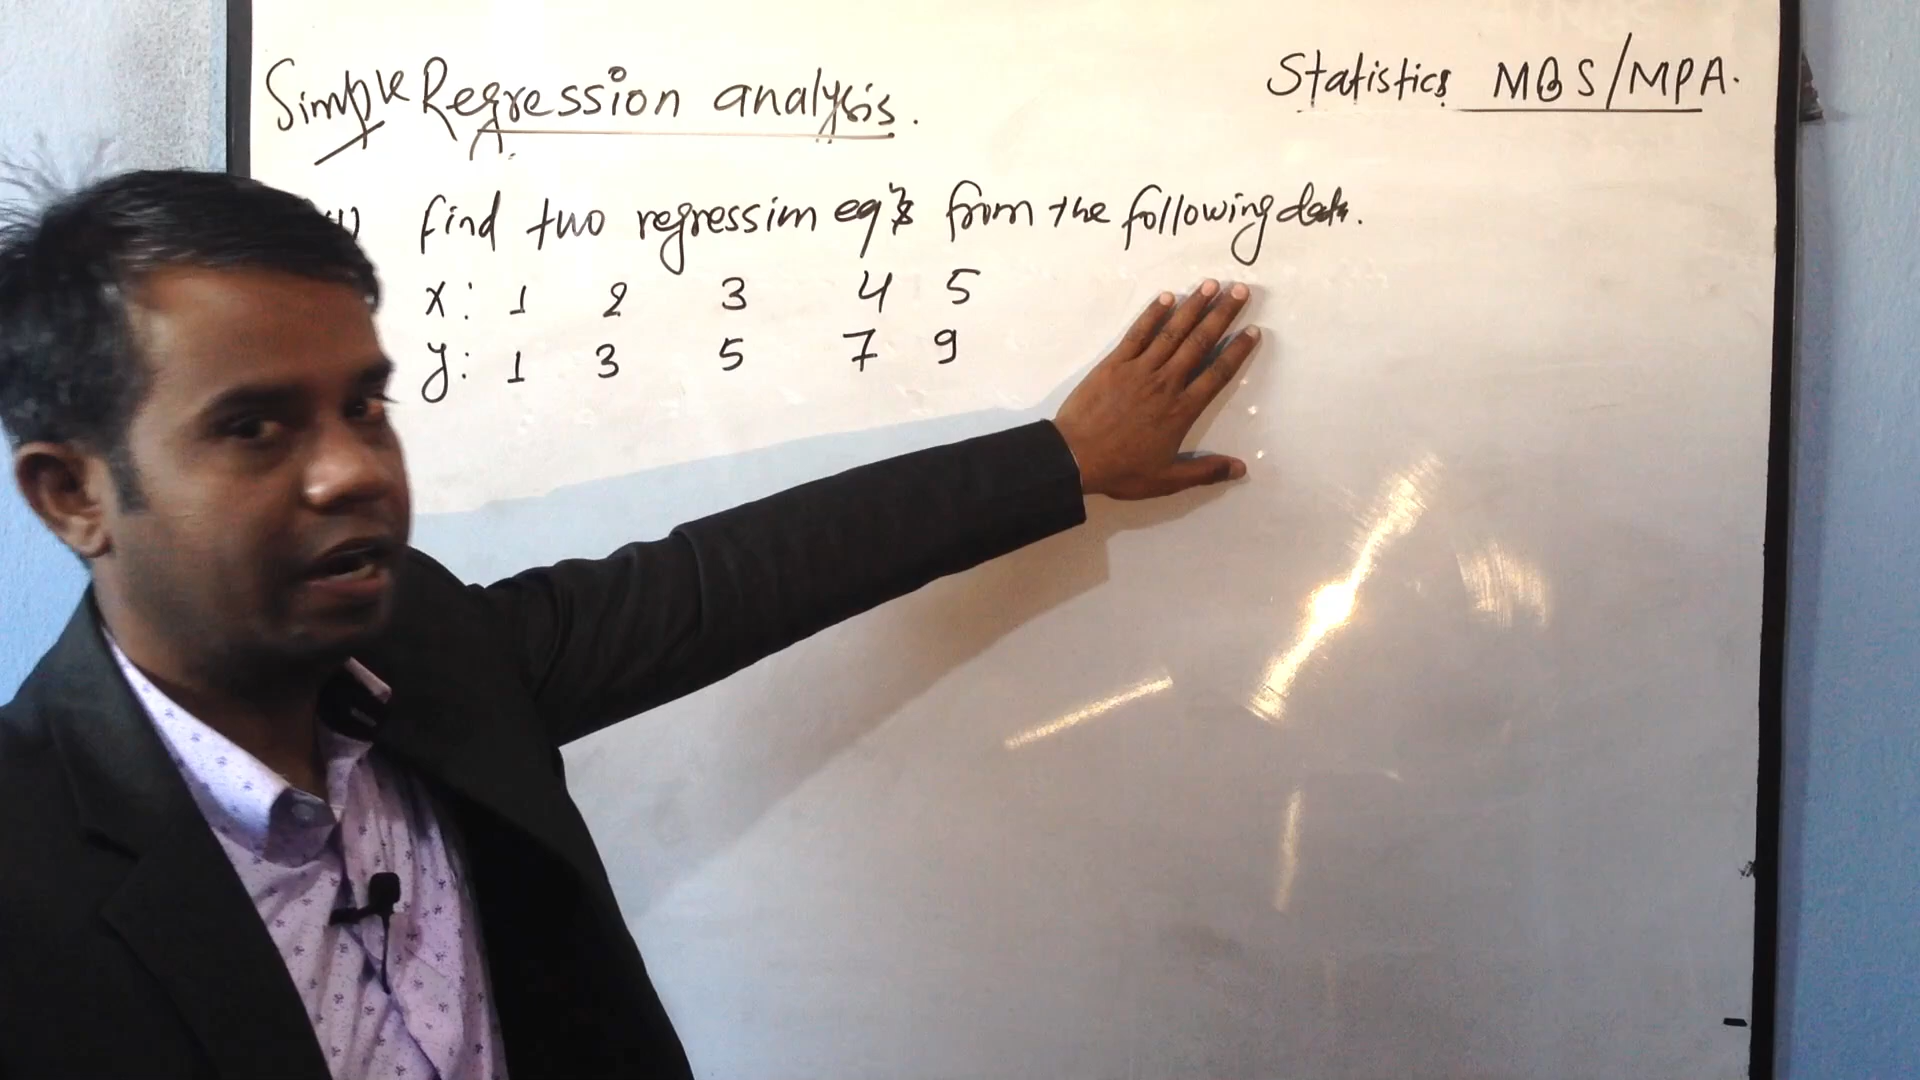 Simple Regression analysis.
Statistics MBS/MPA.
find two regression eqn's from the following data.
x: 1 2 3 4 5
y: 1 3 5 7 9